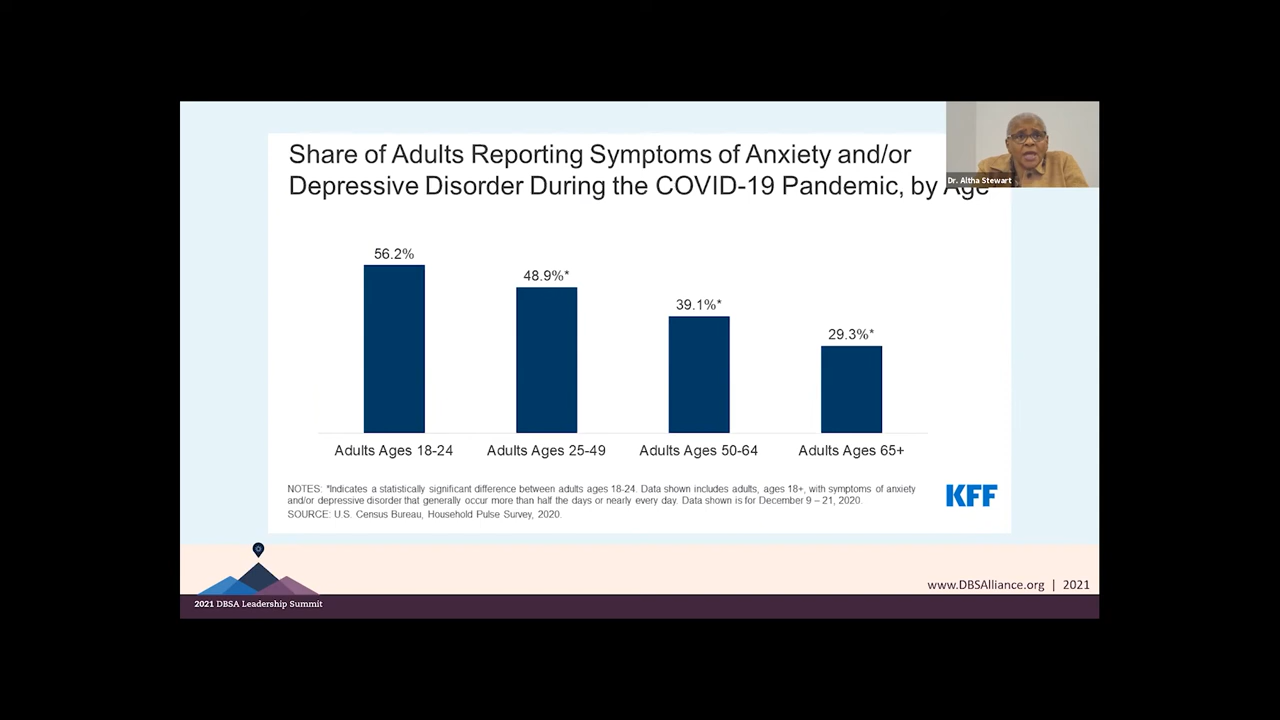 Share of Adults Reporting Symptoms of Anxiety and/or
Depressive Disorder During the COVID-19 Pandemic, by Age
Dr. Altha Stewart
56.2%
48.9%*
39.1%*
29.3%*
Adults Ages 18-24
Adults Ages 25-49
Adults Ages 50-64
Adults Ages 65+
NOTES: *Indicates a statistically significant difference between adults ages 18-24. Data shown includes adults, ages 18+, with symptoms of anxiety
and/or depressive disorder that generally occur more than half the days or nearly every day. Data shown is for December 9 – 21, 2020.
SOURCE: U.S. Census Bureau, Household Pulse Survey, 2020.
KFF
www.DBSAlliance.org | 2021
2021 DBSA Leadership Summit